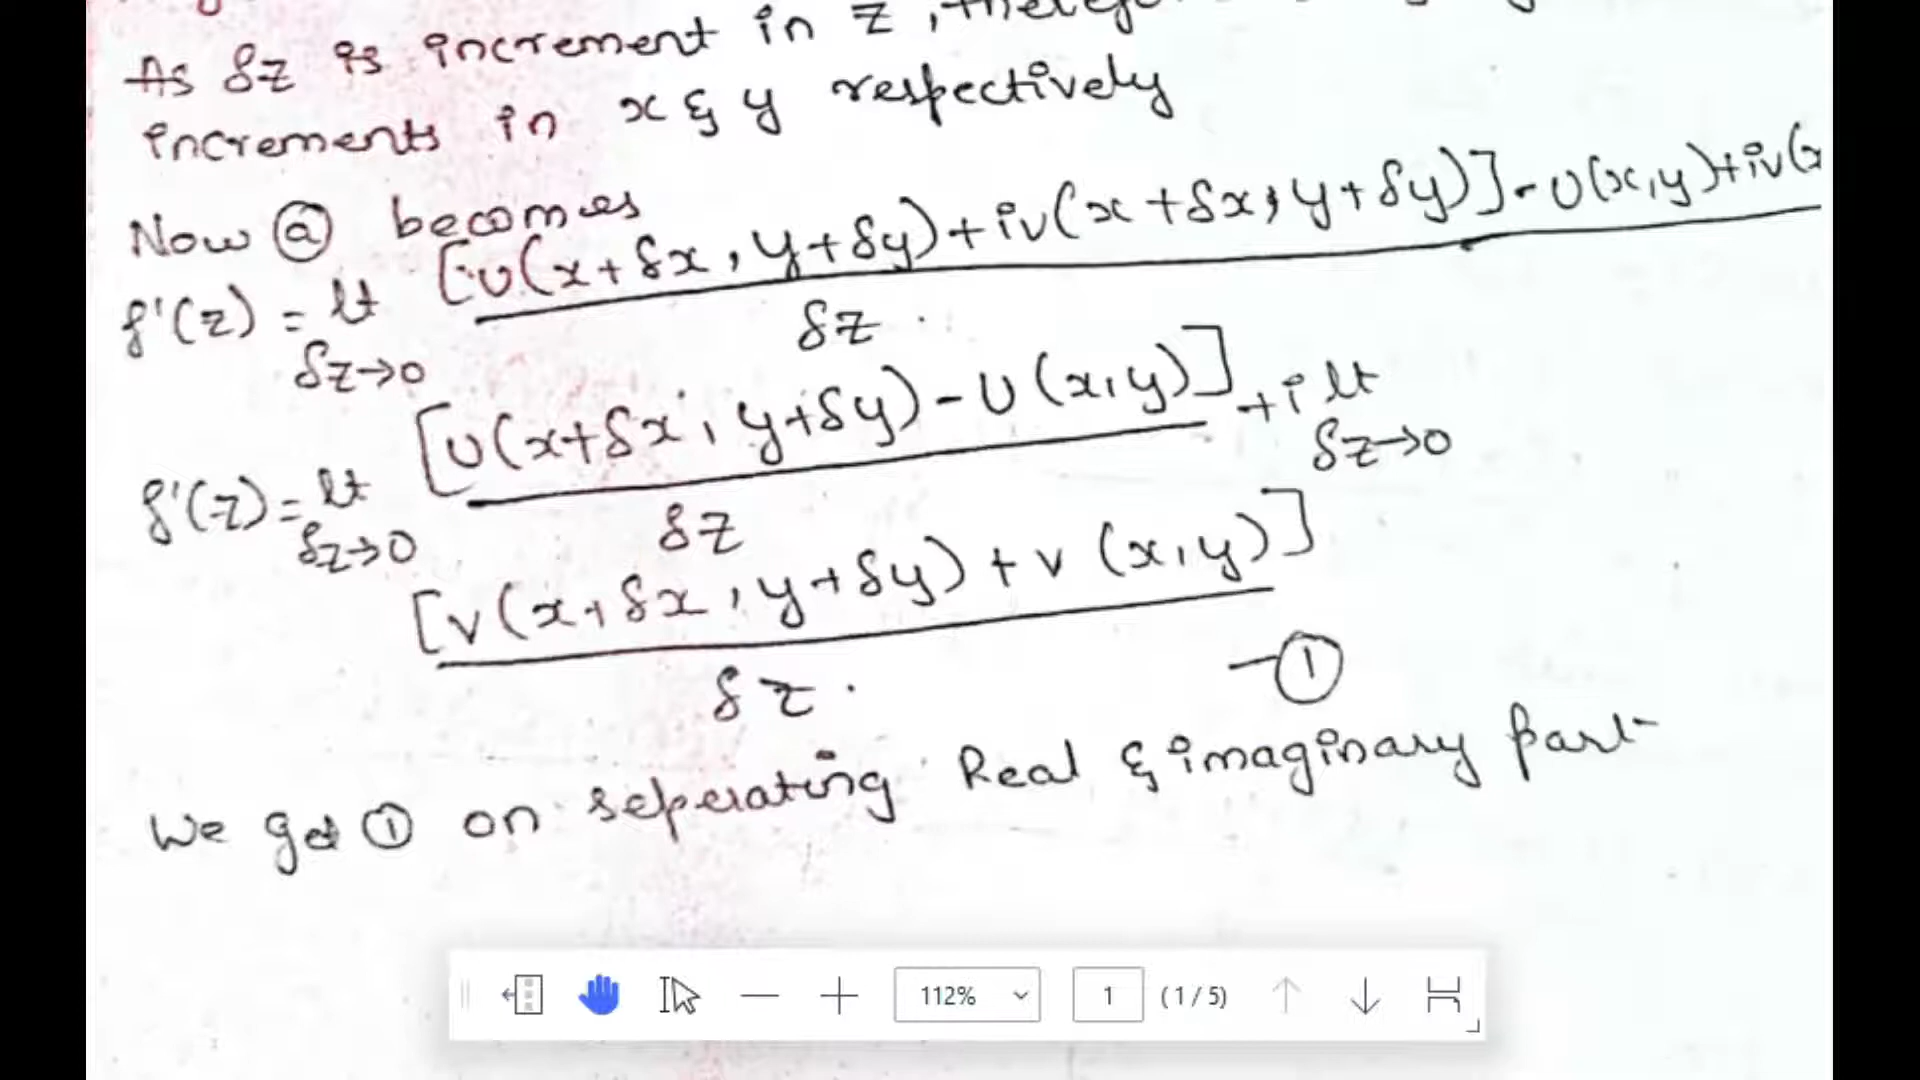 As δz is increment in z, therefore
increments in x & y respectively
Now ⓐ becomes
f'(z) = lt [U(x+δx, y+δy)+iv(x+δx, y+δy)]-U(x,y)+iv(x
δz→0 δz
f'(z)= lt [U(x+δx, y+δy)-U(x,y)] +i lt
δz→0 δz δz→0
[v(x+δx, y+δy)+v(x,y)]
δz. -①
We get ① on seperating Real & imaginary part
112% 1 (1 / 5)